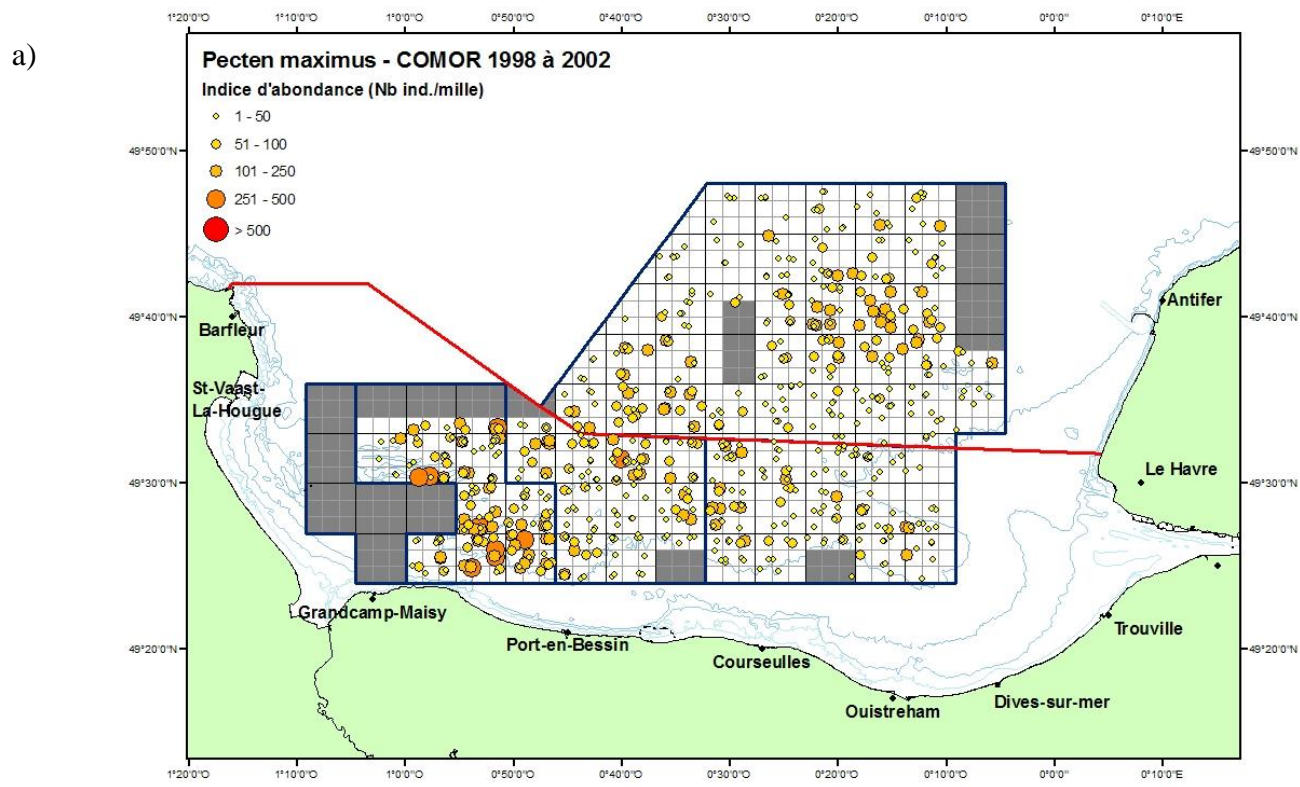 a)
1°20'0"O 1°10'0"O 1°0'0"O 0°50'0"O 0°40'0"O 0°30'0"O 0°20'0"O 0°10'0"O 0°0'0"O 0°10'0"E
Pecten maximus - COMOR 1998 à 2002
Indice d'abondance (Nb ind./mille)
1 - 50
51 - 100
101 - 250
251 - 500
> 500
49°50'0"N 49°50'0"N
Antifer
49°40'0"N 49°40'0"N
Barfleur
St-Vaast-
La-Hougue
Le Havre
49°30'0"N 49°30'0"N
Grandcamp-Maisy
Trouville
Port-en-Bessin
49°20'0"N 49°20'0"N
Courseulles
Dives-sur-mer
Ouistreham
1°20'0"O 1°10'0"O 1°0'0"O 0°50'0"O 0°40'0"O 0°30'0"O 0°20'0"O 0°10'0"O 0°0'0"O 0°10'0"E